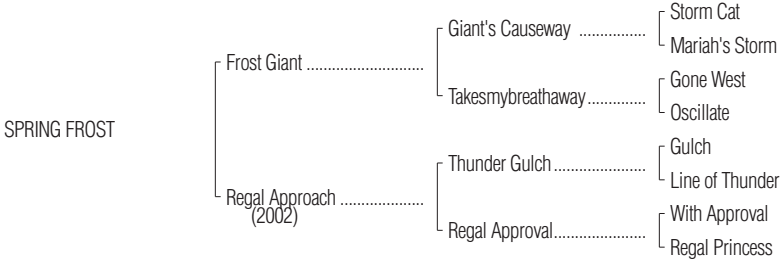 Storm Cat
Giant's Causeway ................
Mariah's Storm
Frost Giant ............................
Gone West
Takesmybreathaway..............
Oscillate
SPRING FROST
Gulch
Thunder Gulch......................
Line of Thunder
Regal Approach ....................
(2002)
With Approval
Regal Approval......................
Regal Princess